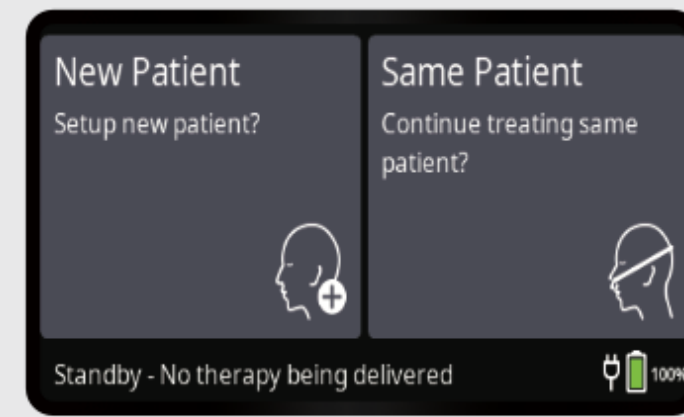 New Patient
Setup new patient?
Same Patient
Continue treating same
patient?
Standby - No therapy being delivered
100%